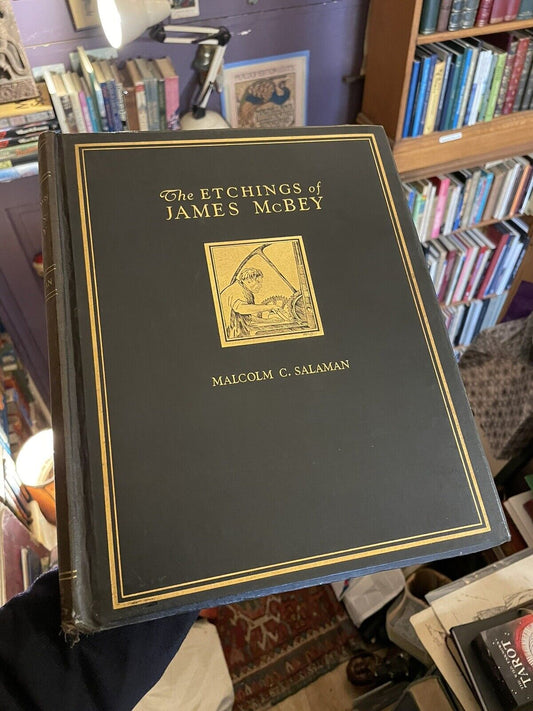 The ETCHINGS of
JAMES McBEY
MALCOLM C. SALAMAN
TAROT